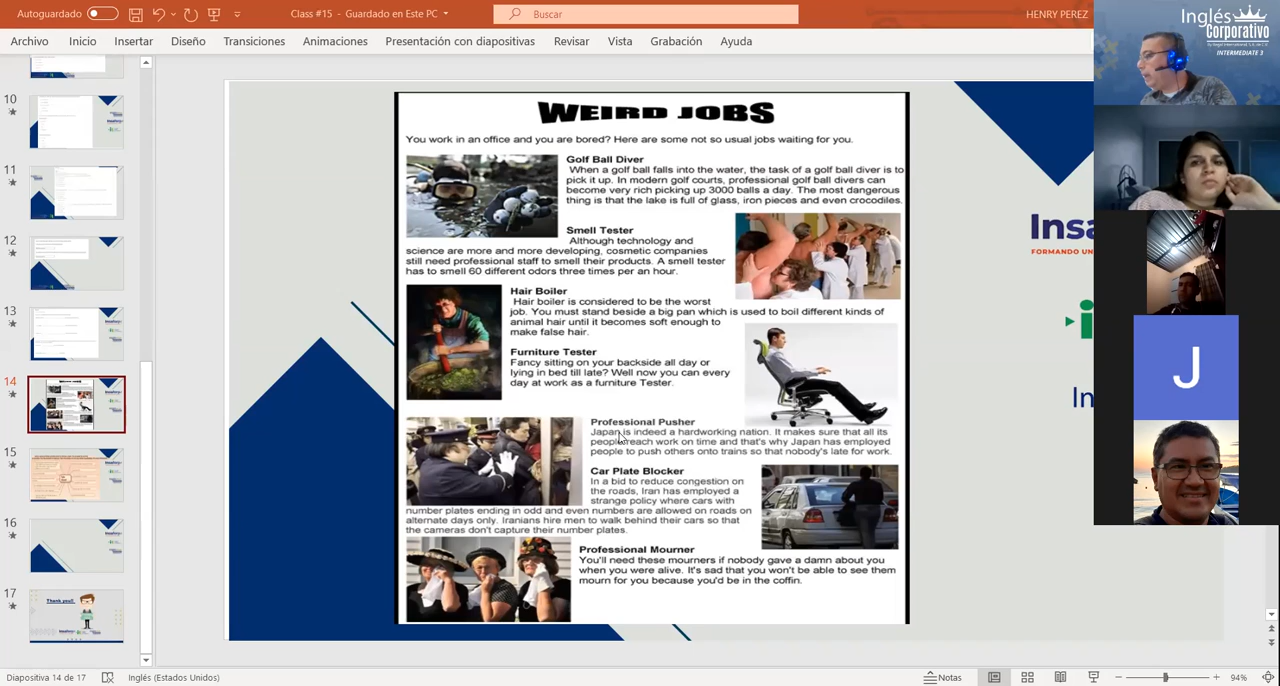 Autoguardado
Class #15 - Guardado en Este PC
Buscar
HENRY PEREZ
Archivo Inicio Insertar Diseño Transiciones Animaciones Presentación con diapositivas Revisar Vista Grabación Ayuda
Inglés
Corporativo
INTERMEDIATE 3
10
11
12
13
14
15
16
17
Thank you!!
WEIRD JOBS
You work in an office and you are bored? Here are some not so usual jobs waiting for you.
Golf Ball Diver
When a golf ball falls into the water, the task of a golf ball diver is to
pick it up. In modern golf courts, professional golf ball divers can
become very rich picking up 3000 balls a day. The most dangerous
thing is that the lake is full of glass, iron pieces and even crocodiles.
Smell Tester
Although technology and
science are more and more developing, cosmetic companies
still need professional staff to smell their products. A smell tester
has to smell 60 different odors three times per an hour.
Hair Boiler
Hair boiler is considered to be the worst
job. You must stand beside a big pan which is used to boil different kinds of
animal hair until it becomes soft enough to
make false hair.
Furniture Tester
Fancy sitting on your backside all day or
lying in bed till late? Well now you can every
day at work as a furniture Tester.
Professional Pusher
Japan is indeed a hardworking nation. It makes sure that all its
people reach work on time and that's why Japan has employed
people to push others onto trains so that nobody's late for work.
Car Plate Blocker
In a bid to reduce congestion on
the roads, Iran has employed a
strange policy where cars with
number plates ending in odd and even numbers are allowed on roads on
alternate days only. Iranians hire men to walk behind their cars so that
the cameras don't capture their number plates.
Professional Mourner
You'll need these mourners if nobody gave a damn about you
when you were alive. It's sad that you won't be able to see them
mourn for you because you'd be in the coffin.
Insa
FORMANDO UN
i
In
J
Diapositiva 14 de 17
Inglés (Estados Unidos)
Notas
94%